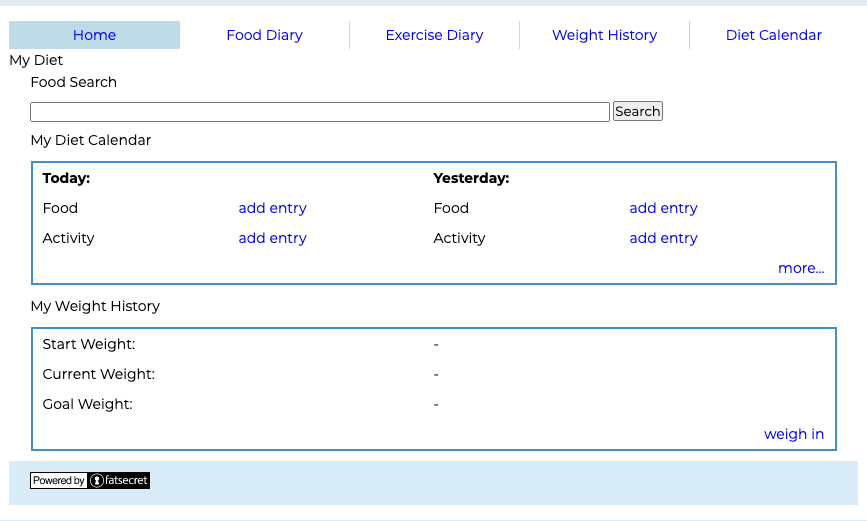 Home Food Diary Exercise Diary Weight History Diet Calendar
My Diet
Food Search
Search
My Diet Calendar
Today: Yesterday:
Food add entry Food add entry
Activity add entry Activity add entry
more...
My Weight History
Start Weight: -
Current Weight: -
Goal Weight: -
weigh in
Powered by fatsecret